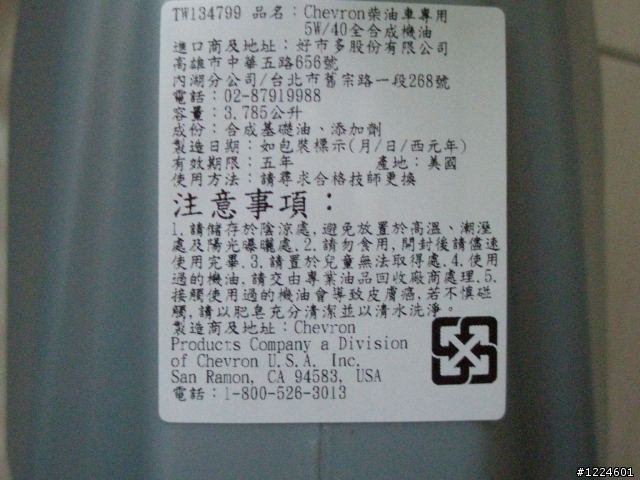 TW134799 品名：Chevron柴油車專用
5W/40全合成機油
進口商及地址：好市多股份有限公司
高雄市中華五路656號
內湖分公司/台北市舊宗路一段268號
電話：02-87919988
容量：3.785公升
成份：合成基礎油、添加劑
製造日期：如包裝標示(月/日/西元年)
有效期限：五年 產地：美國
使用方法：請尋求合格技師更換
注意事項：
1.請儲存於陰涼處,避免放置於高溫、潮溼
處及陽光曝曬處.2.請勿食用,開封後請儘速
使用完畢.3.請置於兒童無法取得處.4.使用
過的機油,請交由專業油品回收廠商處理.5.
接觸使用過的機油會導致皮膚癌.若不慎碰
觸,請以肥皂充分清潔並以清水洗淨。
製造商及地址：Chevron
Products Company a Division
of Chevron U.S.A. Inc.
San Ramon, CA 94583, USA
電話：1-800-526-3013
#1224601